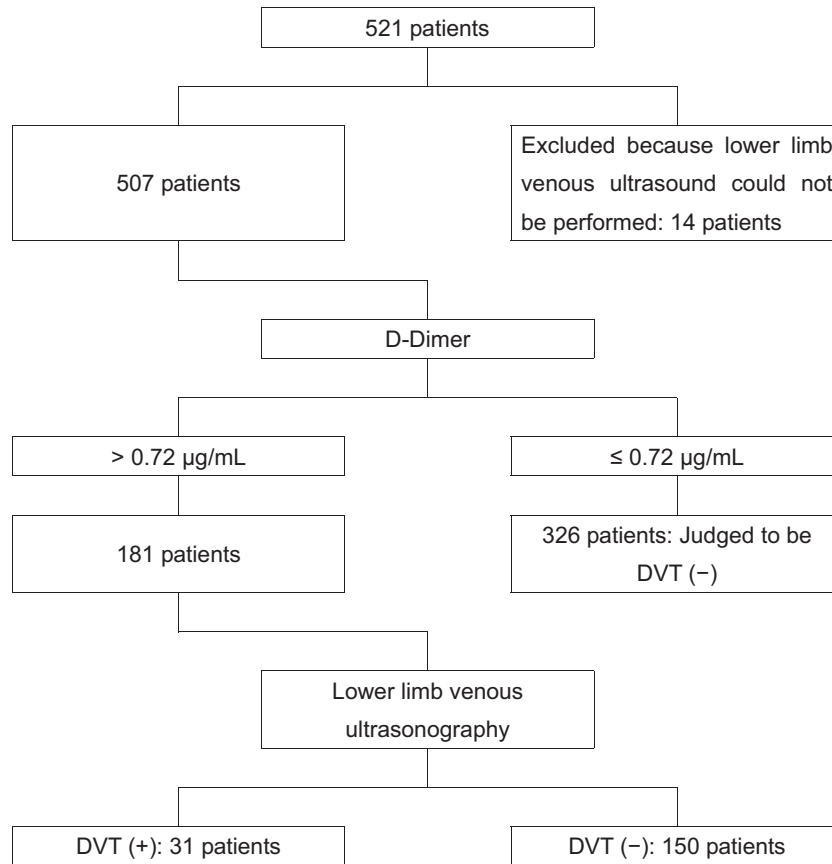 521 patients
507 patients
Excluded because lower limb
venous ultrasound could not
be performed: 14 patients
D-Dimer
> 0.72 µg/mL
≤ 0.72 µg/mL
181 patients
326 patients: Judged to be
DVT (−)
Lower limb venous
ultrasonography
DVT (+): 31 patients
DVT (−): 150 patients